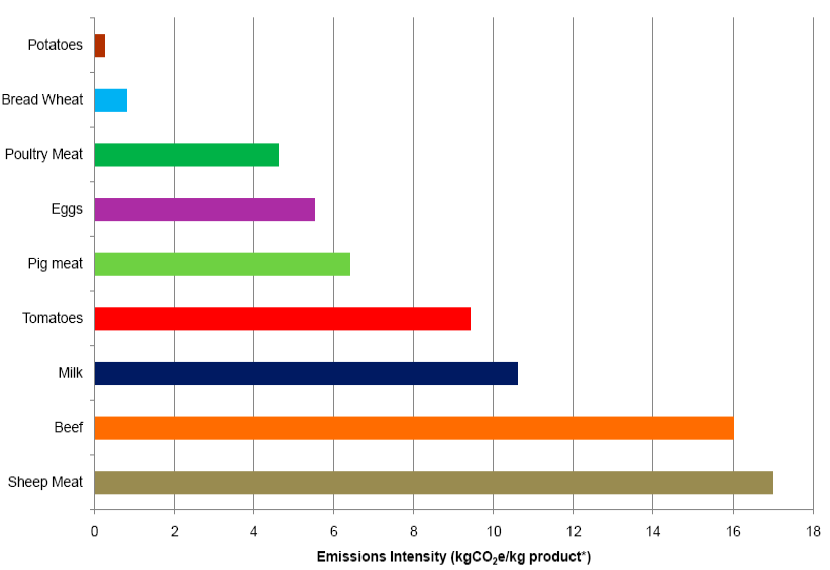 Potatoes
Bread Wheat
Poultry Meat
Eggs
Pig meat
Tomatoes
Milk
Beef
Sheep Meat
0 2 4 6 8 10 12 14 16 18
Emissions Intensity (kgCO₂e/kg product*)